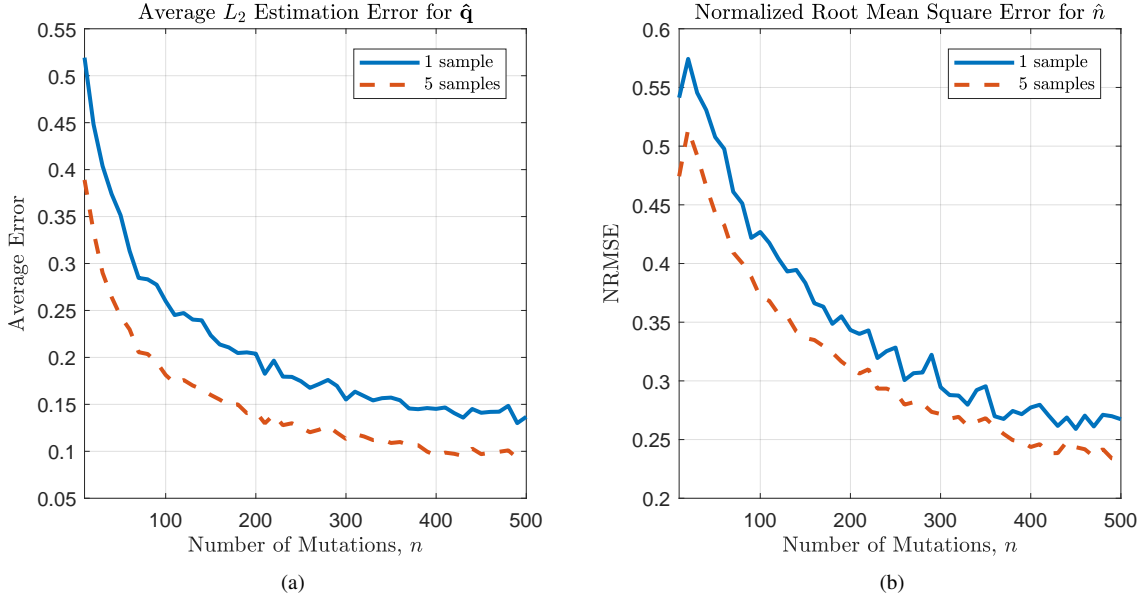 Average L₂ Estimation Error for q̂
0.55
0.5
0.45
0.4
0.35
0.3
0.25
0.2
0.15
0.1
0.05
Average Error
1 sample
5 samples
100 200 300 400 500
Number of Mutations, n
(a)
Normalized Root Mean Square Error for n̂
0.6
0.55
0.5
0.45
0.4
0.35
0.3
0.25
0.2
NRMSE
1 sample
5 samples
100 200 300 400 500
Number of Mutations, n
(b)